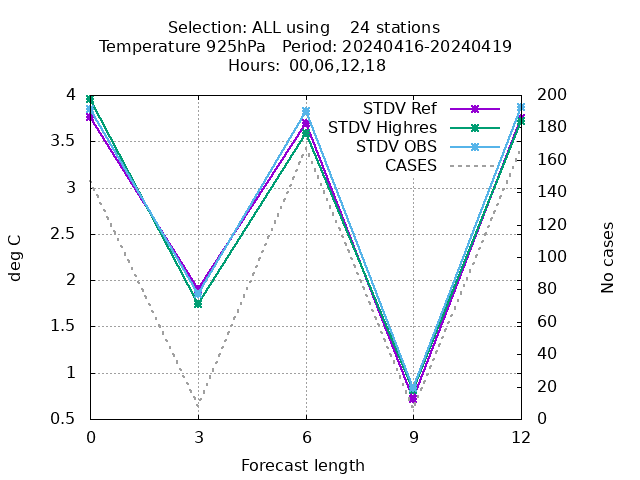 Selection: ALL using    24 stations
Temperature 925hPa   Period: 20240416-20240419
Hours: 00,06,12,18
STDV Ref
STDV Highres
STDV OBS
CASES
4
3.5
3
2.5
2
1.5
1
0.5
200
180
160
140
120
100
80
60
40
20
0
deg C
No cases
0 3 6 9 12
Forecast length